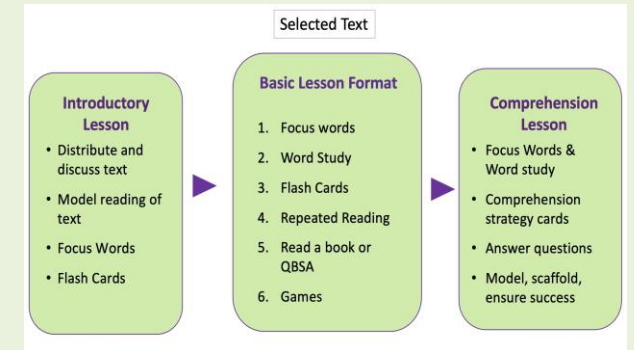 Selected Text
Introductory
Lesson
• Distribute and
discuss text
• Model reading of
text
• Focus Words
• Flash Cards
Basic Lesson Format
1. Focus words
2. Word Study
3. Flash Cards
4. Repeated Reading
5. Read a book or
QBSA
6. Games
Comprehension
Lesson
• Focus Words &
Word study
• Comprehension
strategy cards
• Answer questions
• Model, scaffold,
ensure success